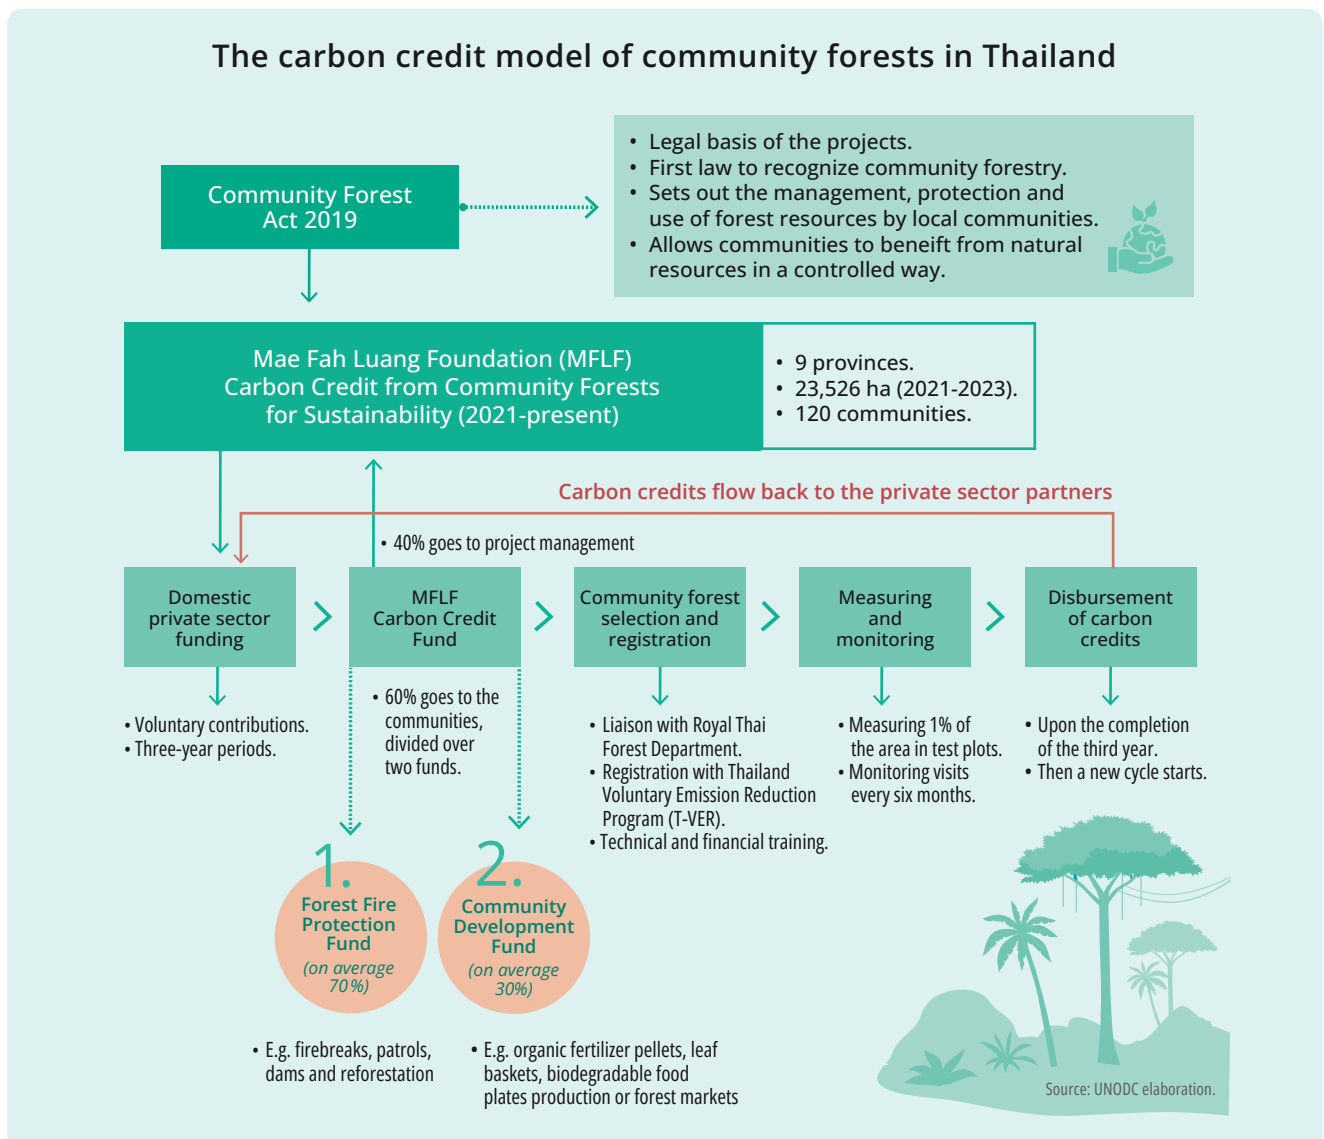 The carbon credit model of community forests in Thailand
Community Forest
Act 2019
• Legal basis of the projects.
• First law to recognize community forestry.
• Sets out the management, protection and
use of forest resources by local communities.
• Allows communities to beneift from natural
resources in a controlled way.
Mae Fah Luang Foundation (MFLF)
Carbon Credit from Community Forests
for Sustainability (2021-present)
• 9 provinces.
• 23,526 ha (2021-2023).
• 120 communities.
Carbon credits flow back to the private sector partners
• 40% goes to project management
Domestic
private sector
funding
MFLF
Carbon Credit
Fund
Community forest
selection and
registration
Measuring
and
monitoring
Disbursement
of carbon
credits
• Voluntary contributions.
• Three-year periods.
• 60% goes to the
communities,
divided over
two funds.
• Liaison with Royal Thai
Forest Department.
• Registration with Thailand
Voluntary Emission Reduction
Program (T-VER).
• Technical and financial training.
• Measuring 1% of
the area in test plots.
• Monitoring visits
every six months.
• Upon the completion
of the third year.
• Then a new cycle starts.
1.
Forest Fire
Protection
Fund
(on average
70%)
2.
Community
Development
Fund
(on average
30%)
• E.g. firebreaks, patrols,
dams and reforestation
• E.g. organic fertilizer pellets, leaf
baskets, biodegradable food
plates production or forest markets
Source: UNODC elaboration.